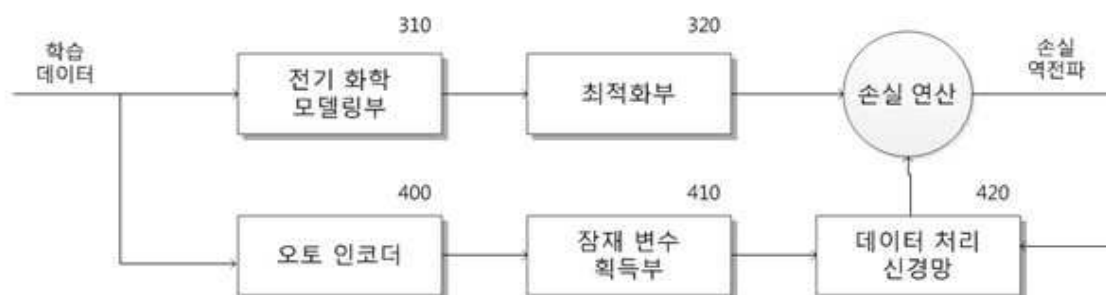 310
320
학습
데이터
손실
역전파
전기 화학
모델링부
최적화부
손실 연산
400
410
420
오토 인코더
잠재 변수
획득부
데이터 처리
신경망